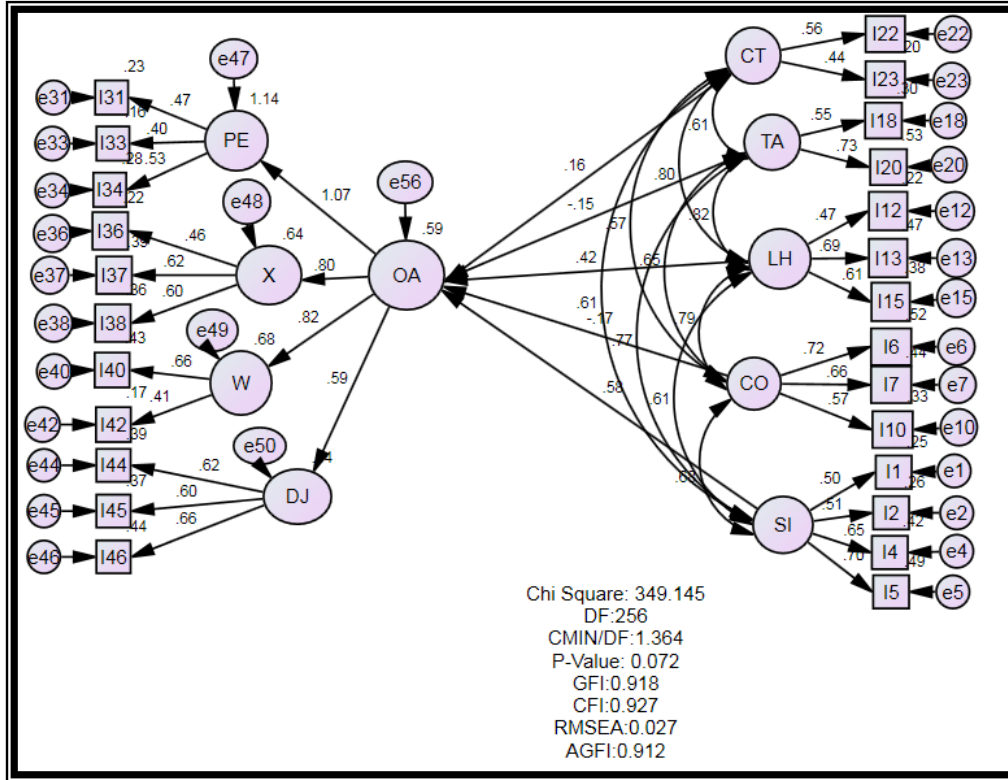 e47
.23
e31 I31 .47 1.14
.16
e33 I33 .40 PE
.28 .53
e34 I34
.22
e36 I36 e48
.39 .46 .64
e37 I37 .62 X
.36 .60
e38 I38
.43 e49
e40 I40 .66 .68
.17 .41 W
e42 I42
.39
e44 I44 e50
.37 .62
e45 I45 .60 DJ
.44 .66
e46 I46
1.07
.80
.82
.59
e56
.59
OA
.16
-.15
.42
-.17
.58
CT .56 I22 e22
.20
.44 I23 e23
.30
.61
TA .55 I18 e18
.53
.73 I20 e20
.22
.80
.82
.57
.47 I12 e12
.47
LH .69 I13 e13
.38
.61 I15 e15
.52
.65
.61
.77
.79
.72 I6 e6
.44
CO .66 I7 e7
.33
.57 I10 e10
.25
.61
.50 I1 e1
.26
SI .51 I2 e2
.42
.65 I4 e4
.49
.70 I5 e5
Chi Square: 349.145
DF:256
CMIN/DF:1.364
P-Value: 0.072
GFI:0.918
CFI:0.927
RMSEA:0.027
AGFI:0.912